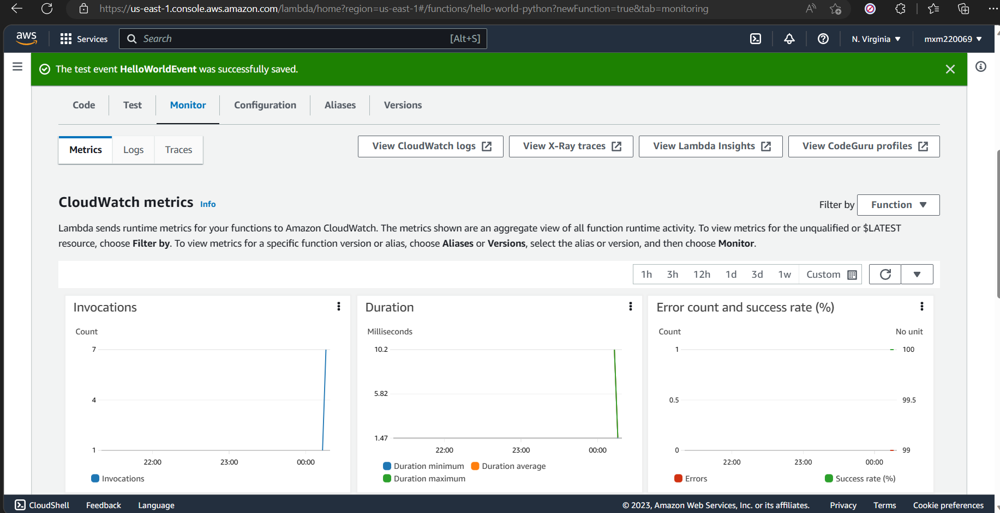 https://us-east-1.console.aws.amazon.com/lambda/home?region=us-east-1#/functions/hello-world-python?newFunction=true&tab=monitoring
aws Services Search [Alt+S] N. Virginia ▼ mxm220069 ▼
The test event HelloWorldEvent was successfully saved.
Code Test Monitor Configuration Aliases Versions
Metrics Logs Traces View CloudWatch logs View X-Ray traces View Lambda Insights View CodeGuru profiles
CloudWatch metrics Info Filter by Function ▼
Lambda sends runtime metrics for your functions to Amazon CloudWatch. The metrics shown are an aggregate view of all function runtime activity. To view metrics for the unqualified or $LATEST
resource, choose Filter by. To view metrics for a specific function version or alias, choose Aliases or Versions, select the alias or version, and then choose Monitor.
1h 3h 12h 1d 3d 1w Custom
Invocations
Count
7
4
1
22:00 23:00 00:00
Invocations
Duration
Milliseconds
10.2
5.82
1.47
22:00 23:00 00:00
Duration minimum Duration average
Duration maximum
Error count and success rate (%)
Count No unit
1 100
0.5 99.5
0 99
22:00 23:00 00:00
Errors Success rate (%)
CloudShell Feedback Language © 2023, Amazon Web Services, Inc. or its affiliates. Privacy Terms Cookie preferences